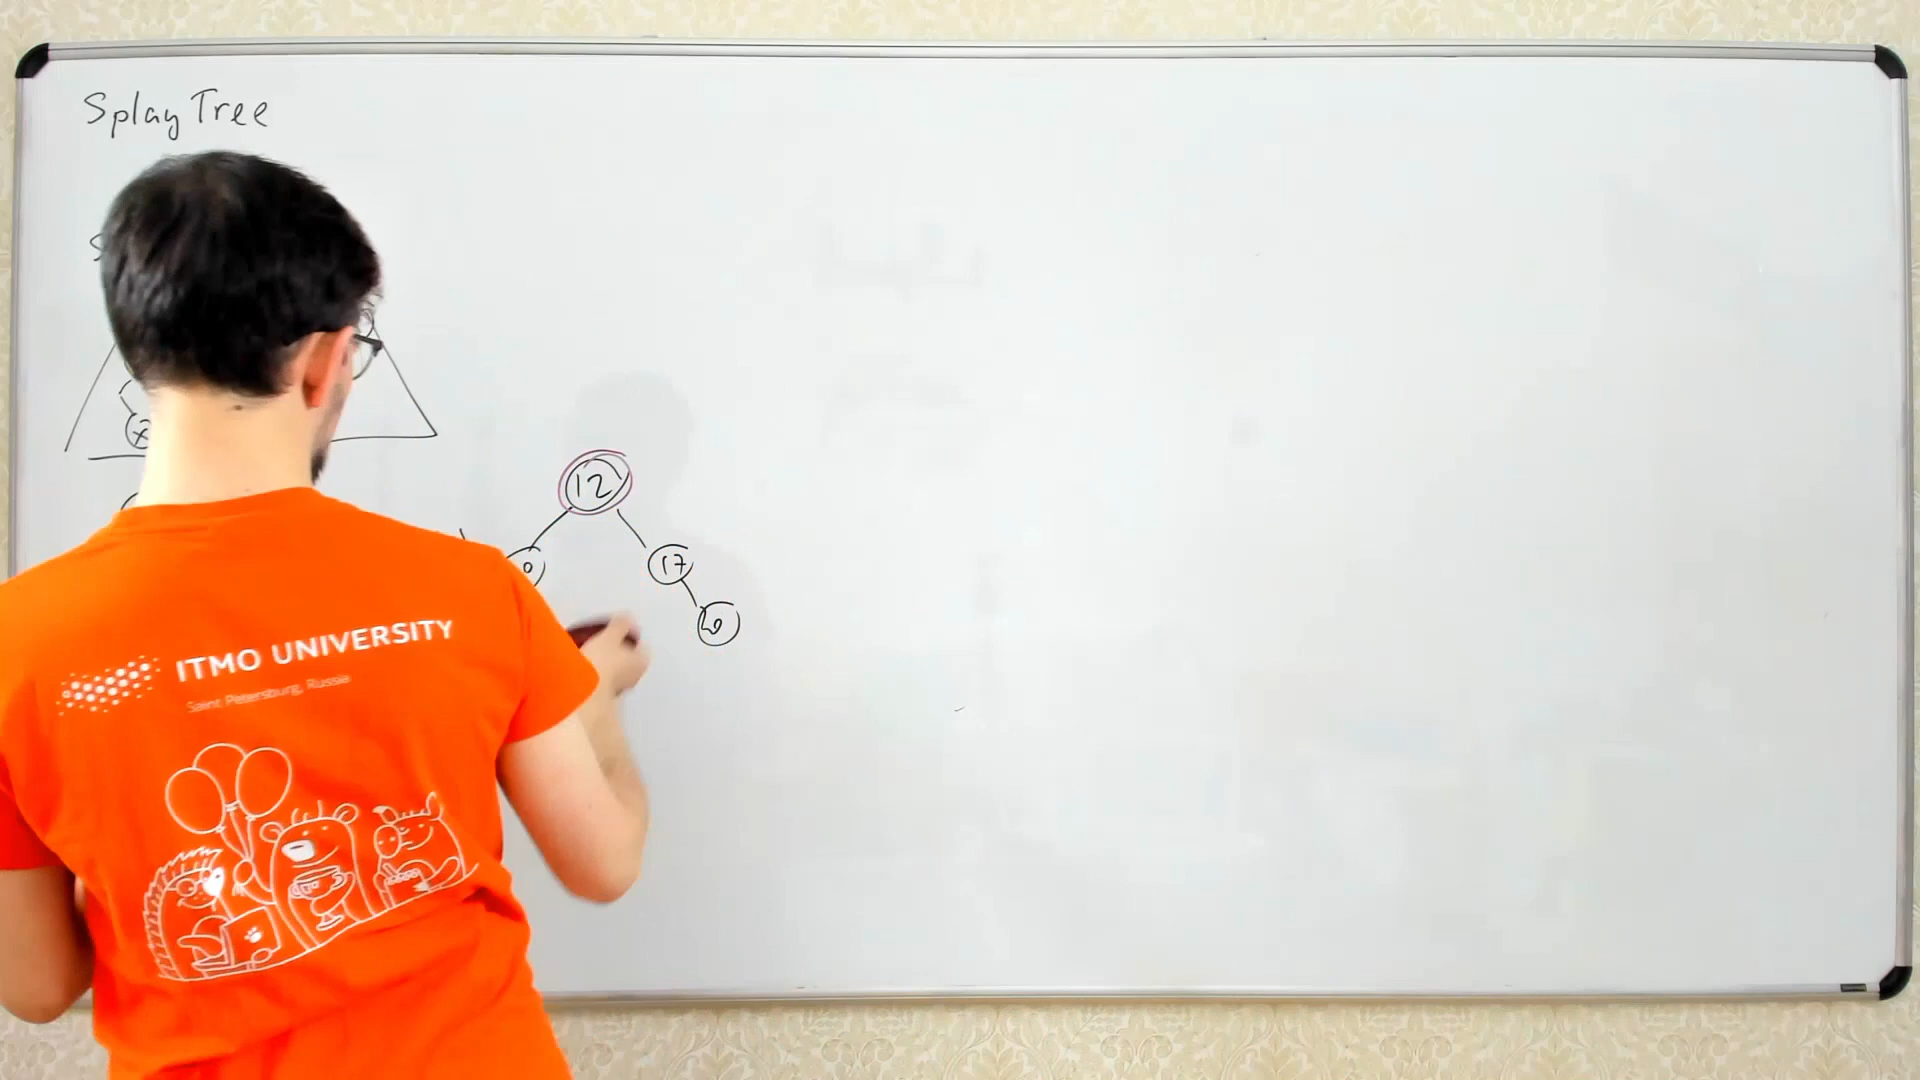 Splay Tree
x
12
17
ITMO UNIVERSITY
Saint Petersburg, Russia